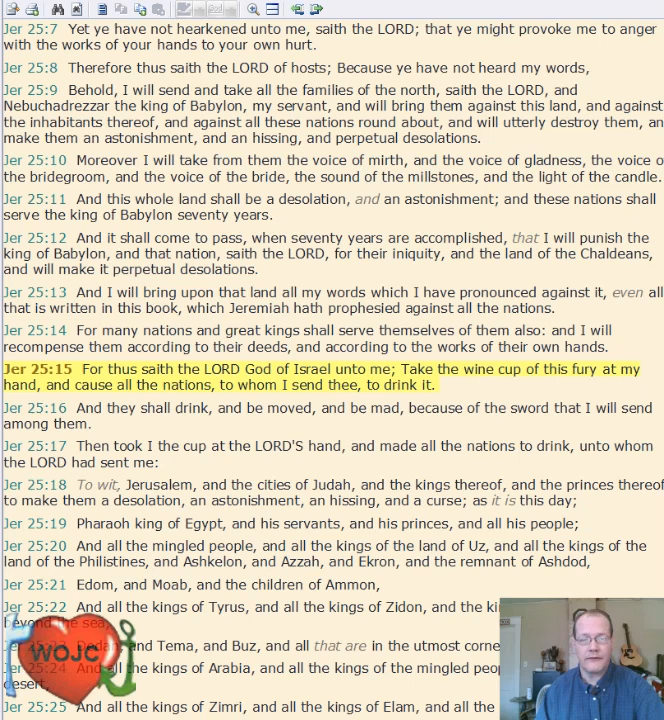 Jer 25:7 Yet ye have not hearkened unto me, saith the LORD; that ye might provoke me to anger
with the works of your hands to your own hurt.
Jer 25:8 Therefore thus saith the LORD of hosts; Because ye have not heard my words,
Jer 25:9 Behold, I will send and take all the families of the north, saith the LORD, and
Nebuchadrezzar the king of Babylon, my servant, and will bring them against this land, and against
the inhabitants thereof, and against all these nations round about, and will utterly destroy them, an
make them an astonishment, and an hissing, and perpetual desolations.
Jer 25:10 Moreover I will take from them the voice of mirth, and the voice of gladness, the voice o
the bridegroom, and the voice of the bride, the sound of the millstones, and the light of the candle.
Jer 25:11 And this whole land shall be a desolation, and an astonishment; and these nations shall
serve the king of Babylon seventy years.
Jer 25:12 And it shall come to pass, when seventy years are accomplished, that I will punish the
king of Babylon, and that nation, saith the LORD, for their iniquity, and the land of the Chaldeans,
and will make it perpetual desolations.
Jer 25:13 And I will bring upon that land all my words which I have pronounced against it, even all
that is written in this book, which Jeremiah hath prophesied against all the nations.
Jer 25:14 For many nations and great kings shall serve themselves of them also: and I will
recompense them according to their deeds, and according to the works of their own hands.
Jer 25:15 For thus saith the LORD God of Israel unto me; Take the wine cup of this fury at my
hand, and cause all the nations, to whom I send thee, to drink it.
Jer 25:16 And they shall drink, and be moved, and be mad, because of the sword that I will send
among them.
Jer 25:17 Then took I the cup at the LORD'S hand, and made all the nations to drink, unto whom
the LORD had sent me:
Jer 25:18 To wit, Jerusalem, and the cities of Judah, and the kings thereof, and the princes thereof
to make them a desolation, an astonishment, an hissing, and a curse; as it is this day;
Jer 25:19 Pharaoh king of Egypt, and his servants, and his princes, and all his people;
Jer 25:20 And all the mingled people, and all the kings of the land of Uz, and all the kings of the
land of the Philistines, and Ashkelon, and Azzah, and Ekron, and the remnant of Ashdod,
Jer 25:21 Edom, and Moab, and the children of Ammon,
Jer 25:22 And all the kings of Tyrus, and all the kings of Zidon, and the ki
beyond the sea,
Dedan, and Tema, and Buz, and all that are in the utmost corne
WOJC
25:24 And all the kings of Arabia, and all the kings of the mingled peop
desert,
Jer 25:25 And all the kings of Zimri, and all the kings of Elam, and all the